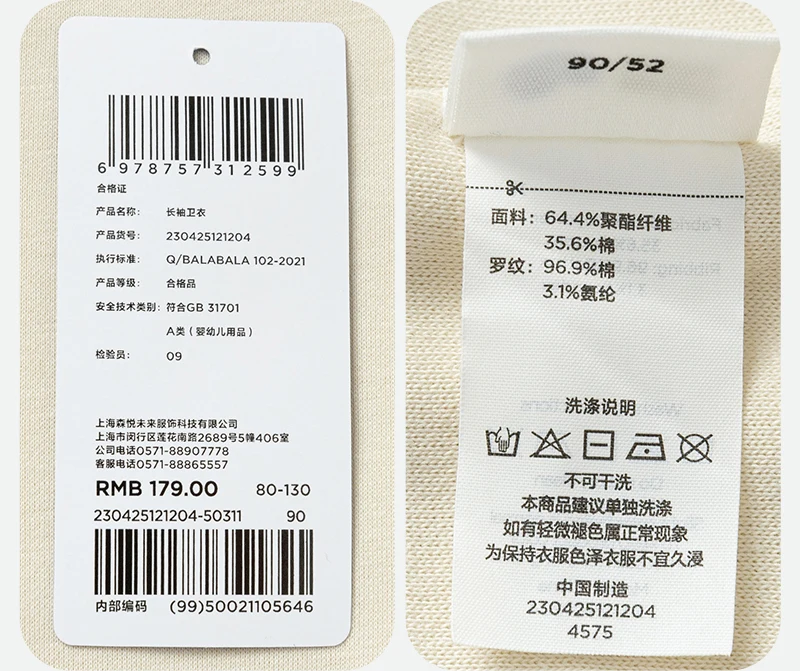 6 978757 312599
合格证
产品名称: 长袖卫衣
产品货号: 230425121204
执行标准: Q/BALABALA 102-2021
产品等级: 合格品
安全技术类别: 符合GB 31701
A类(婴幼儿用品)
检验员: 09
上海森悦未来服饰科技有限公司
上海市闵行区莲花南路2689号5幢406室
公司电话0571-88907778
客服电话0571-88865557
RMB 179.00 80-130
230425121204-50311 90
内部编码 (99)50021105646
90/52
面料: 64.4%聚酯纤维
35.6%棉
罗纹: 96.9%棉
3.1%氨纶
洗涤说明
不可干洗
本商品建议单独洗涤
如有轻微褪色属正常现象
为保持衣服色泽衣服不宜久浸
中国制造
230425121204
4575